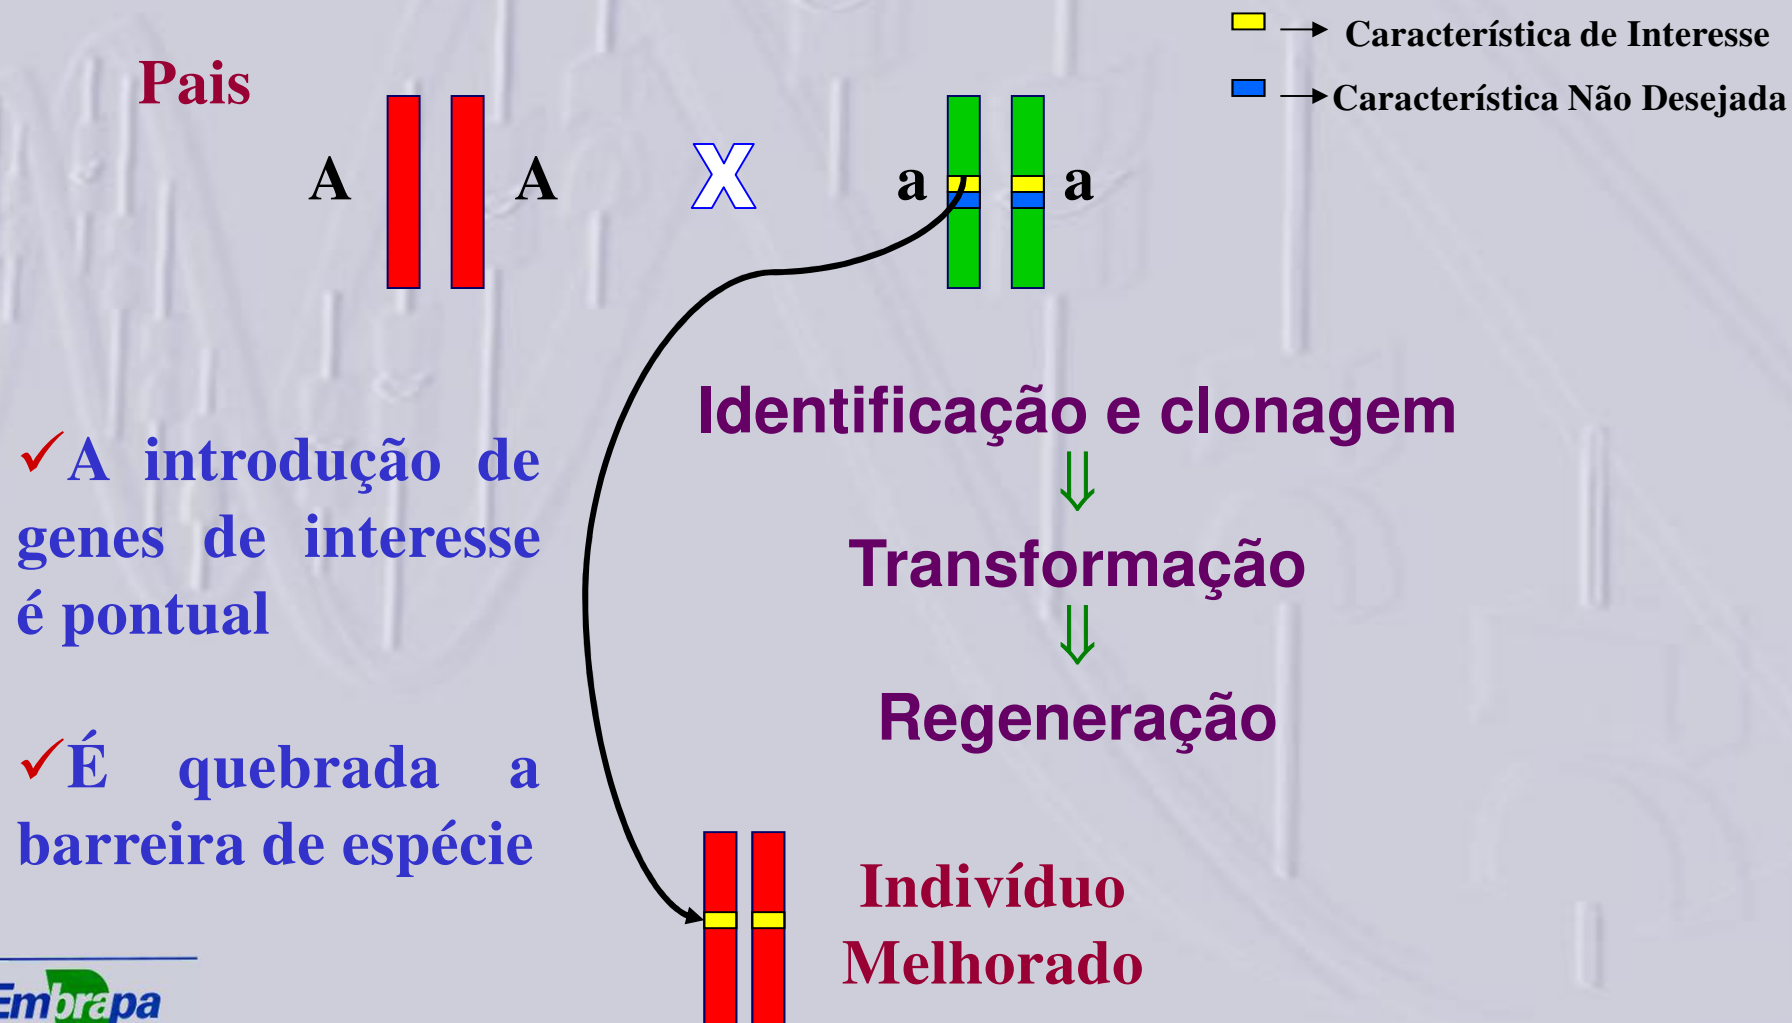 Característica de Interesse
Característica Não Desejada
Pais
A
A
X
a
a
Identificação e clonagem
Transformação
Regeneração
A introdução de
genes de interesse
é pontual
É quebrada a
barreira de espécie
Indivíduo
Melhorado
Embrapa